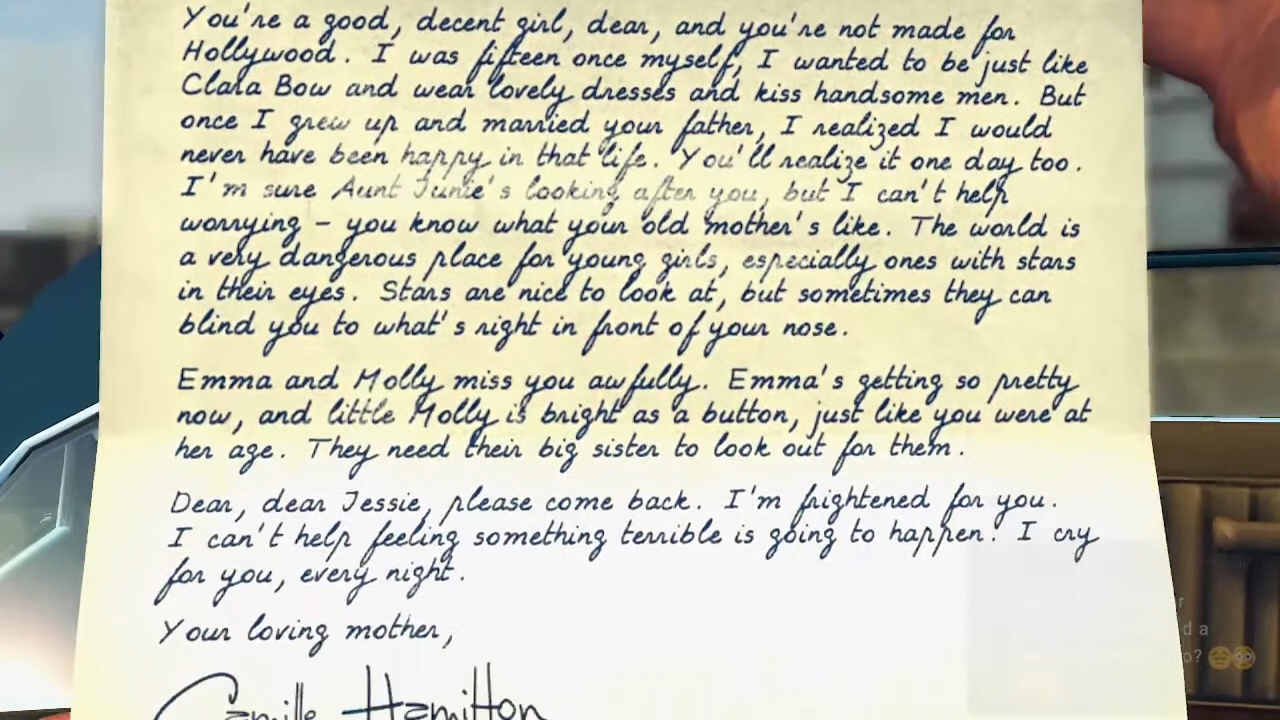 You're a good, decent girl, dear, and you're not made for
Hollywood. I was fifteen once myself, I wanted to be just like
Clara Bow and wear lovely dresses and kiss handsome men. But
once I grew up and married your father, I realized I would
never have been happy in that life. You'll realize it one day too.
I'm sure Aunt Junie's looking after you, but I can't help
worrying – you know what your old mother's like. The world is
a very dangerous place for young girls, especially ones with stars
in their eyes. Stars are nice to look at, but sometimes they can
blind you to what's right in front of your nose.
Emma and Molly miss you awfully. Emma's getting so pretty
now, and little Molly is bright as a button, just like you were at
her age. They need their big sister to look out for them.
Dear, dear Jessie, please come back. I'm frightened for you.
I can't help feeling something terrible is going to happen. I cry
for you, every night.
Your loving mother,
Camille Hamilton